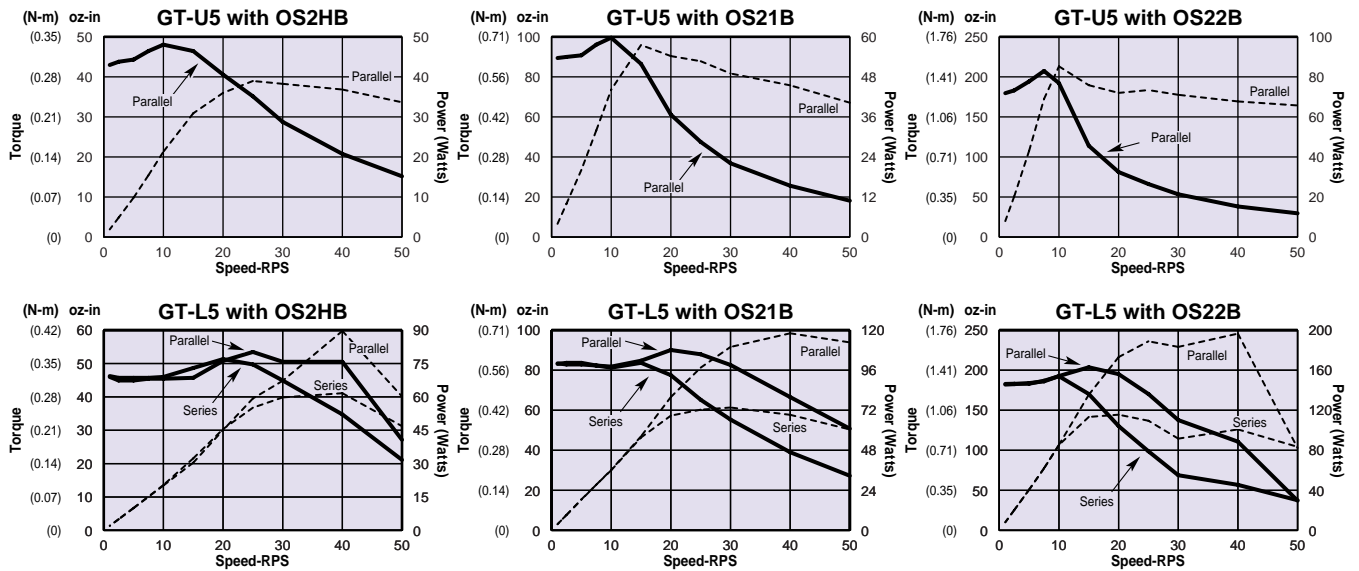 (N-m) oz-in GT-U5 with OS2HB
(0.35) 50 50
(0.28) 40 40
(0.21) 30 30
(0.14) 20 20
(0.07) 10 10
(0) 0 0
Torque
Power (Watts)
Parallel
Parallel
0 10 20 30 40 50
Speed-RPS
(N-m) oz-in GT-U5 with OS21B
(0.71) 100 60
(0.56) 80 48
(0.42) 60 36
(0.28) 40 24
(0.14) 20 12
(0) 0 0
Torque
Power (Watts)
Parallel
Parallel
0 10 20 30 40 50
Speed-RPS
(N-m) oz-in GT-U5 with OS22B
(1.76) 250 100
(1.41) 200 80
(1.06) 150 60
(0.71) 100 40
(0.35) 50 20
(0) 0 0
Torque
Power (Watts)
Parallel
Parallel
0 10 20 30 40 50
Speed-RPS
(N-m) oz-in GT-L5 with OS2HB
(0.42) 60 90
(0.35) 50 75
(0.28) 40 60
(0.21) 30 45
(0.14) 20 30
(0.07) 10 15
(0) 0 0
Torque
Power (Watts)
Parallel
Parallel
Series
Series
0 10 20 30 40 50
Speed-RPS
(N-m) oz-in GT-L5 with OS21B
(0.71) 100 120
(0.56) 80 96
(0.42) 60 72
(0.28) 40 48
(0.14) 20 24
(0) 0 0
Torque
Power (Watts)
Parallel
Parallel
Series
Series
0 10 20 30 40 50
Speed-RPS
(N-m) oz-in GT-L5 with OS22B
(1.76) 250 200
(1.41) 200 160
(1.06) 150 120
(0.71) 100 80
(0.35) 50 40
(0) 0 0
Torque
Power (Watts)
Parallel
Parallel
Series
Series
0 10 20 30 40 50
Speed-RPS